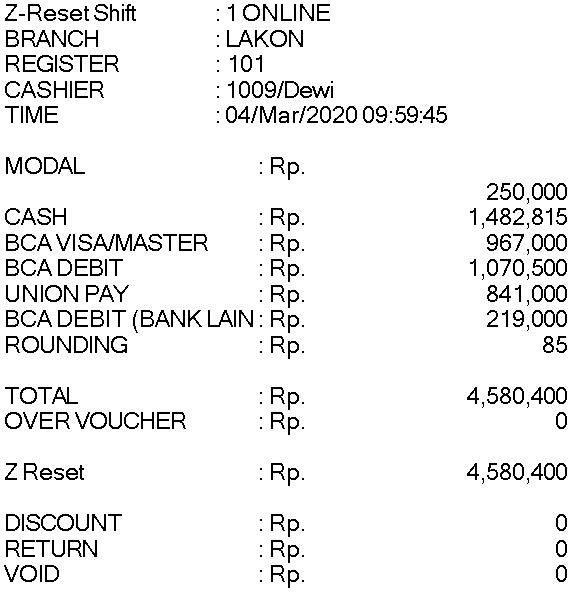 Z-Reset Shift : 1 ONLINE
BRANCH : LAKON
REGISTER : 101
CASHIER : 1009/Dewi
TIME : 04/Mar/2020 09:59:45
MODAL : Rp.
250,000
CASH : Rp. 1,482,815
BCA VISA/MASTER : Rp. 967,000
BCA DEBIT : Rp. 1,070,500
UNION PAY : Rp. 841,000
BCA DEBIT (BANK LAIN : Rp. 219,000
ROUNDING : Rp. 85
TOTAL : Rp. 4,580,400
OVER VOUCHER : Rp. 0
Z Reset : Rp. 4,580,400
DISCOUNT : Rp. 0
RETURN : Rp. 0
VOID : Rp. 0